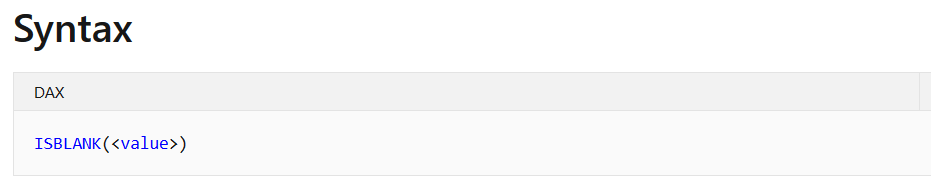 Syntax
DAX
ISBLANK(<value>)